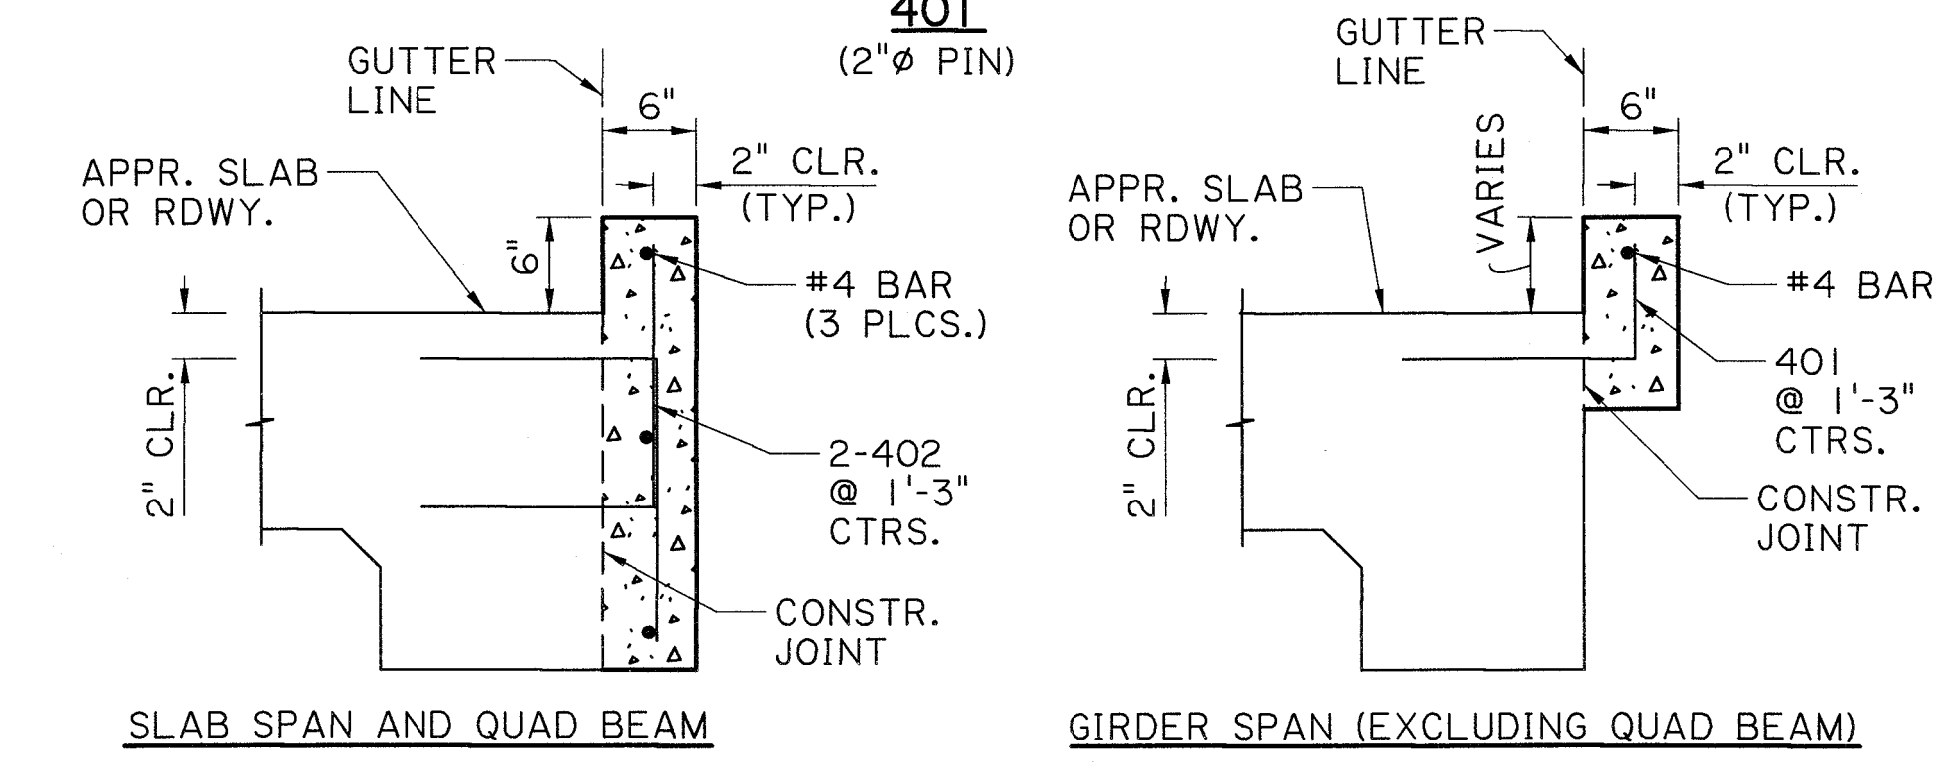 401
(2"Ø PIN)
GUTTER
LINE
6"
2" CLR.
(TYP.)
APPR. SLAB
OR RDWY.
6"
#4 BAR
(3 PLCS.)
2" CLR.
2-402
@ 1'-3"
CTRS.
CONSTR.
JOINT
SLAB SPAN AND QUAD BEAM
GUTTER
LINE
6"
VARIES
2" CLR.
(TYP.)
APPR. SLAB
OR RDWY.
#4 BAR
2" CLR.
401
@ 1'-3"
CTRS.
CONSTR.
JOINT
GIRDER SPAN (EXCLUDING QUAD BEAM)